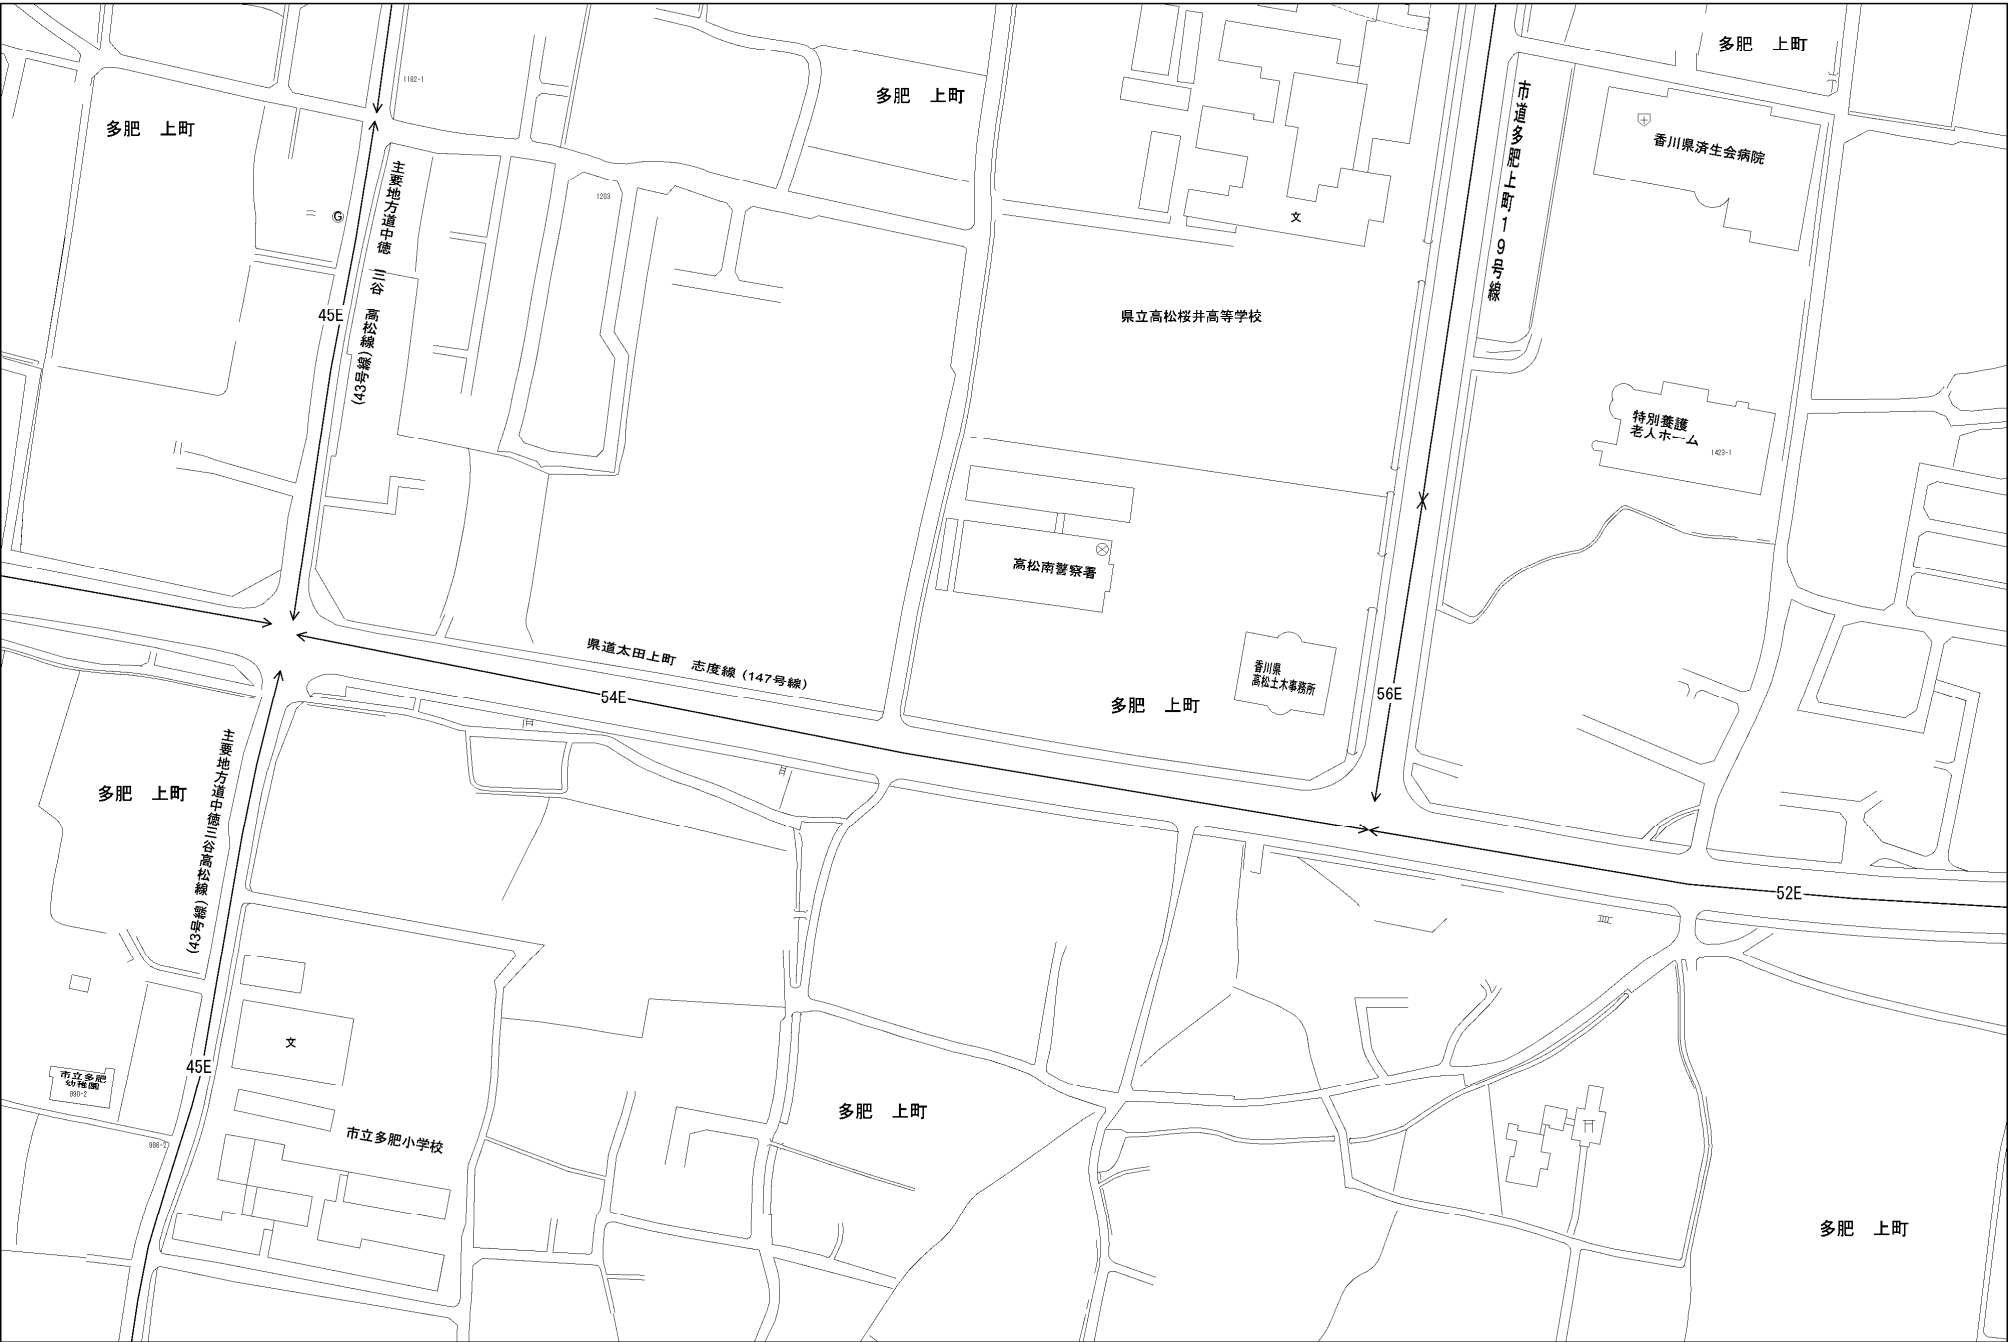 多肥　上町
1182-1
多肥　上町
多肥　上町
市道多肥上町19号線
香川県済生会病院
主要地方道中徳　三谷　高松線
(43号線)
1203
文
G
45E
県立高松桜井高等学校
特別養護
老人ホーム
1423-1
高松南警察署
県道太田上町　志度線 (147号線)
香川県
高松土木事務所
54E
56E
多肥　上町
多肥　上町
主要地方道中徳三谷高松線
(43号線)
52E
文
45E
市立多肥
幼稚園
990-2
986-2
市立多肥小学校
多肥　上町
多肥　上町